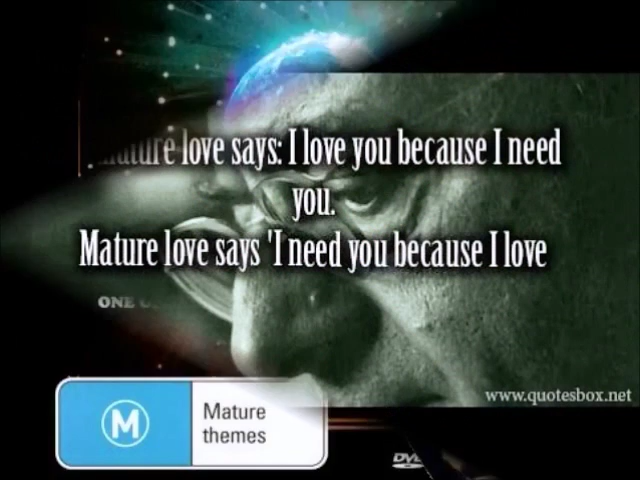 love says: I love you because I need
you.
Mature love says 'I need you because I love
ONE
www.quotesbox.net
M
Mature
themes